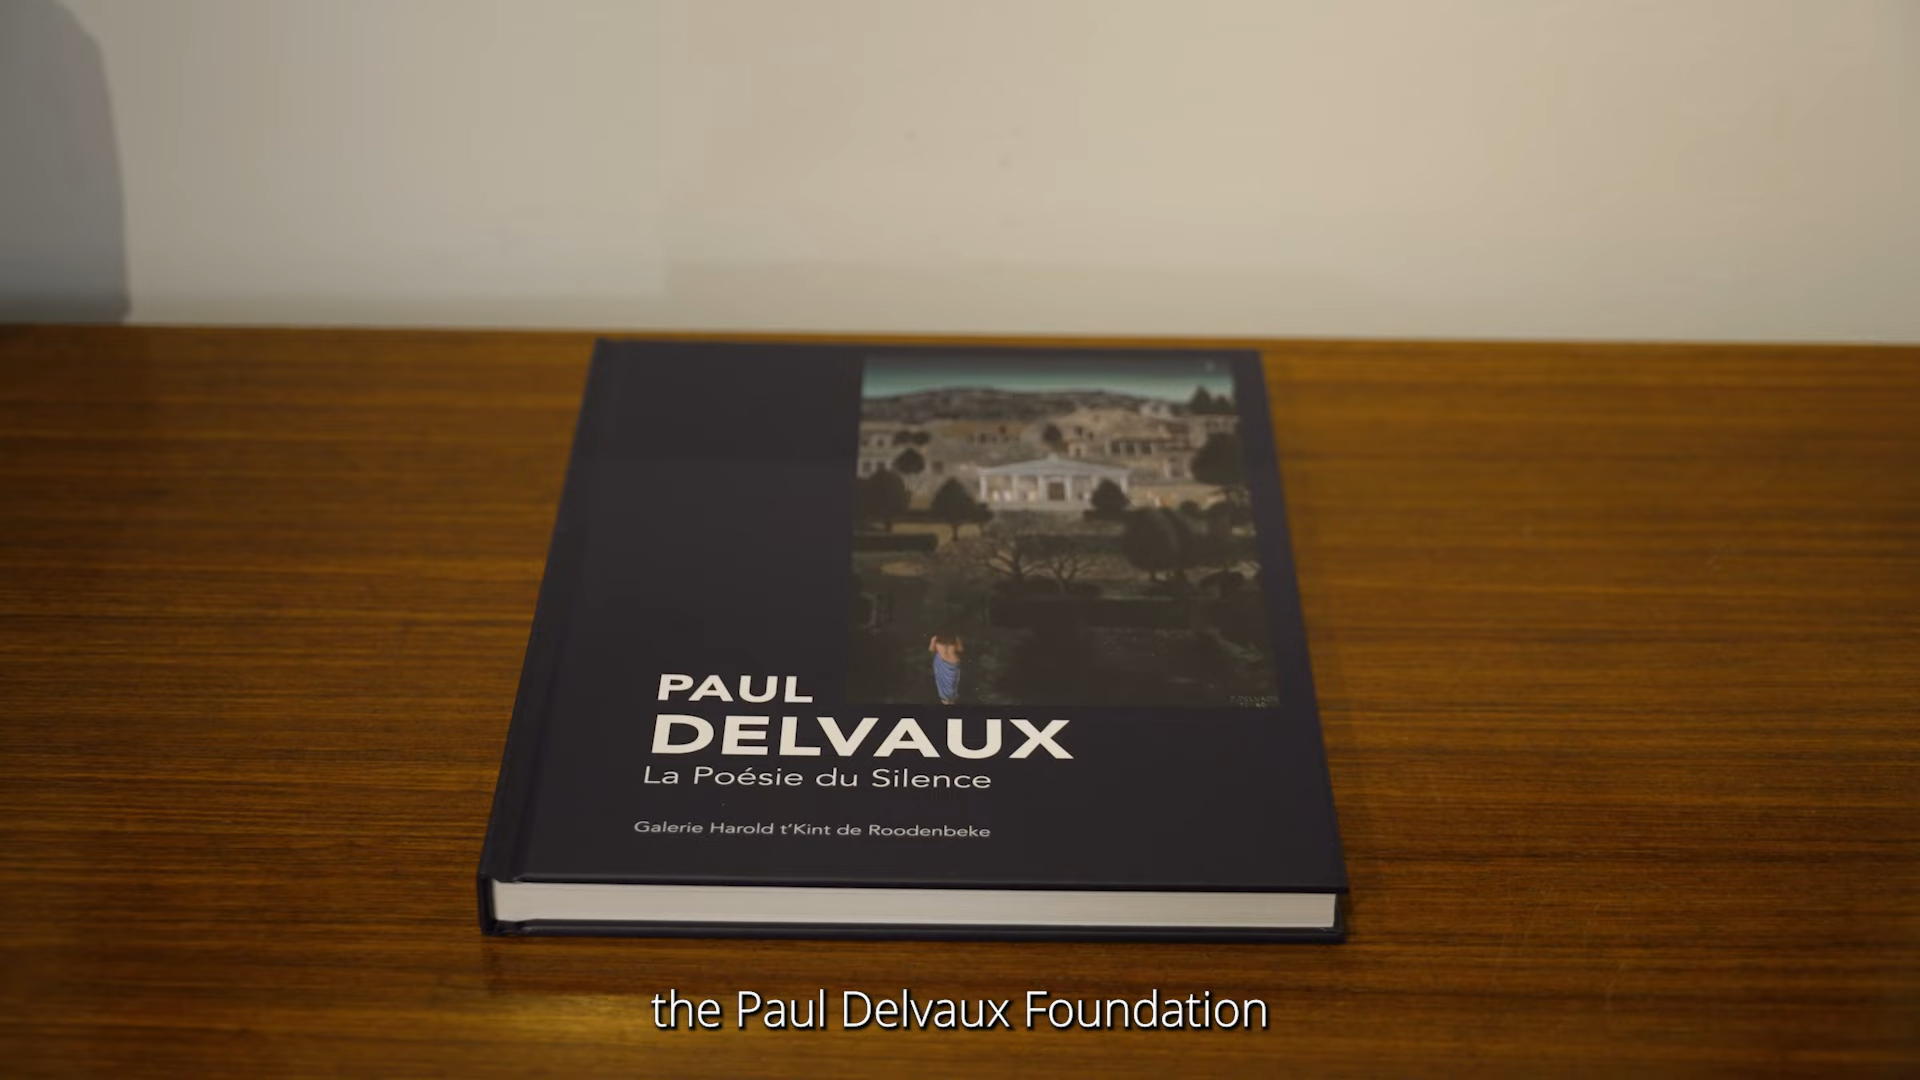 PAUL
DELVAUX
La Poésie du Silence
Galerie Harold t'Kint de Roodenbeke
the Paul Delvaux Foundation